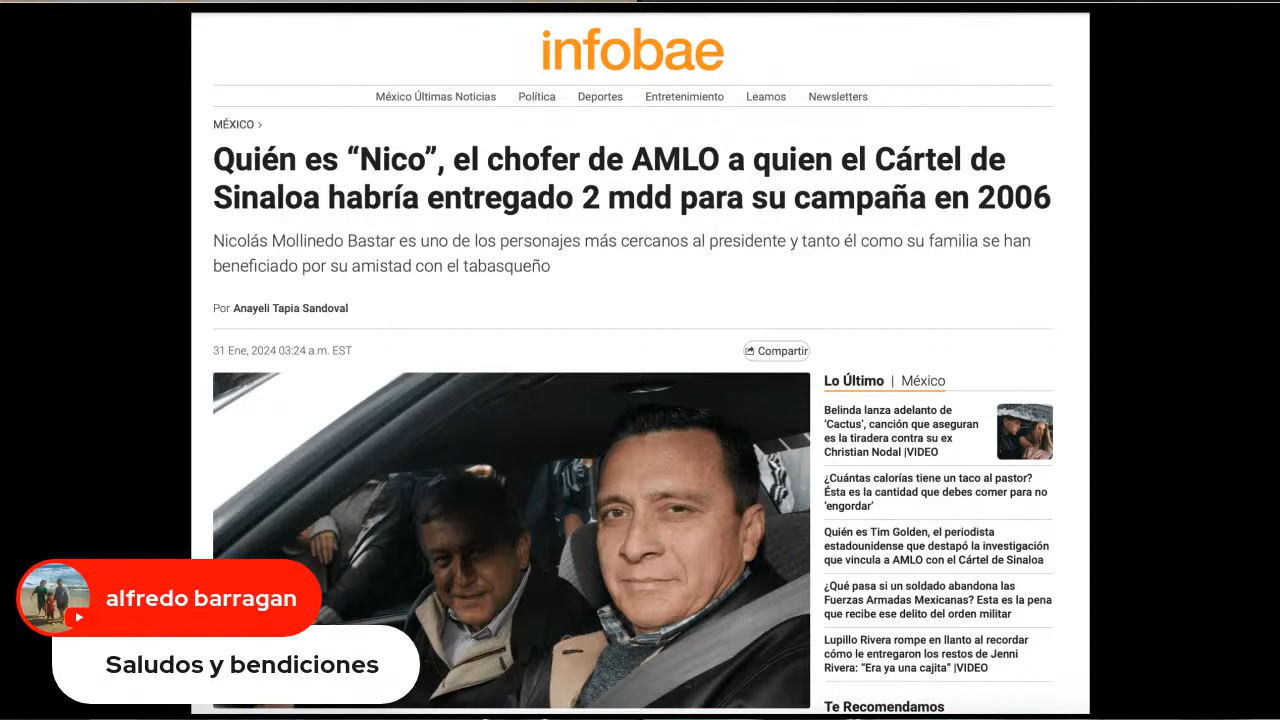 infobae
México Últimas Noticias Política Deportes Entretenimiento Leamos Newsletters
MÉXICO >
Quién es “Nico”, el chofer de AMLO a quien el Cártel de
Sinaloa habría entregado 2 mdd para su campaña en 2006
Nicolás Mollinedo Bastar es uno de los personajes más cercanos al presidente y tanto él como su familia se han
beneficiado por su amistad con el tabasqueño
Por Anayeli Tapia Sandoval
31 Ene, 2024 03:24 a.m. EST
Compartir
Lo Último | México
Belinda lanza adelanto de
‘Cactus’, canción que aseguran
es la tiradera contra su ex
Christian Nodal |VIDEO
¿Cuántas calorías tiene un taco al pastor?
Ésta es la cantidad que debes comer para no
‘engordar’
Quién es Tim Golden, el periodista
estadounidense que destapó la investigación
que vincula a AMLO con el Cártel de Sinaloa
¿Qué pasa si un soldado abandona las
Fuerzas Armadas Mexicanas? Esta es la pena
que recibe ese delito del orden militar
Lupillo Rivera rompe en llanto al recordar
cómo le entregaron los restos de Jenni
Rivera: “Era ya una cajita” |VIDEO
Te Recomendamos
alfredo barragan
Saludos y bendiciones